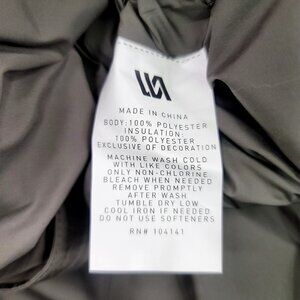 MADE IN CHINA
BODY:100% POLYESTER
INSULATION:
100% POLYESTER
EXCLUSIVE OF DECORATION
MACHINE WASH COLD
WITH LIKE COLORS
ONLY NON-CHLORINE
BLEACH WHEN NEEDED
REMOVE PROMPTLY
AFTER WASH
TUMBLE DRY LOW
COOL IRON IF NEEDED
DO NOT USE SOFTENERS
RN# 104141